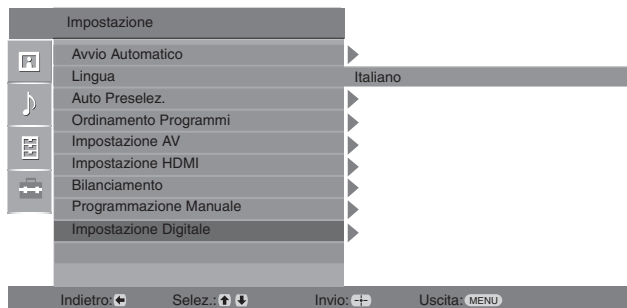 Impostazione
Avvio Automatico
Lingua Italiano
Auto Preselez.
Ordinamento Programmi
Impostazione AV
Impostazione HDMI
Bilanciamento
Programmazione Manuale
Impostazione Digitale
Indietro: Selez.: Invio: Uscita: MENU